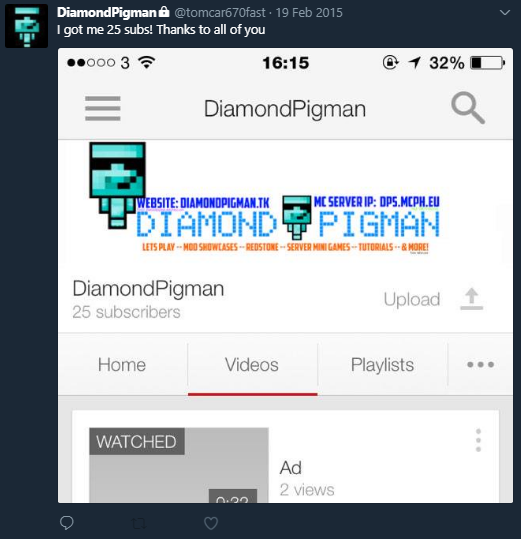 DiamondPigman @tomcar670fast · 19 Feb 2015
I got me 25 subs! Thanks to all of you
3 16:15 32%
DiamondPigman
WEBSITE: DIAMONDPIGMAN.TK MC SERVER IP: DPS.MCPH.EU
DIAMOND PIGMAN
LETS PLAY -- MOD SHOWCASES -- REDSTONE -- SERVER MINI GAMES -- TUTORIALS -- & MORE!
DiamondPigman
25 subscribers
Upload
Home Videos Playlists
WATCHED
Ad
2 views
0:32